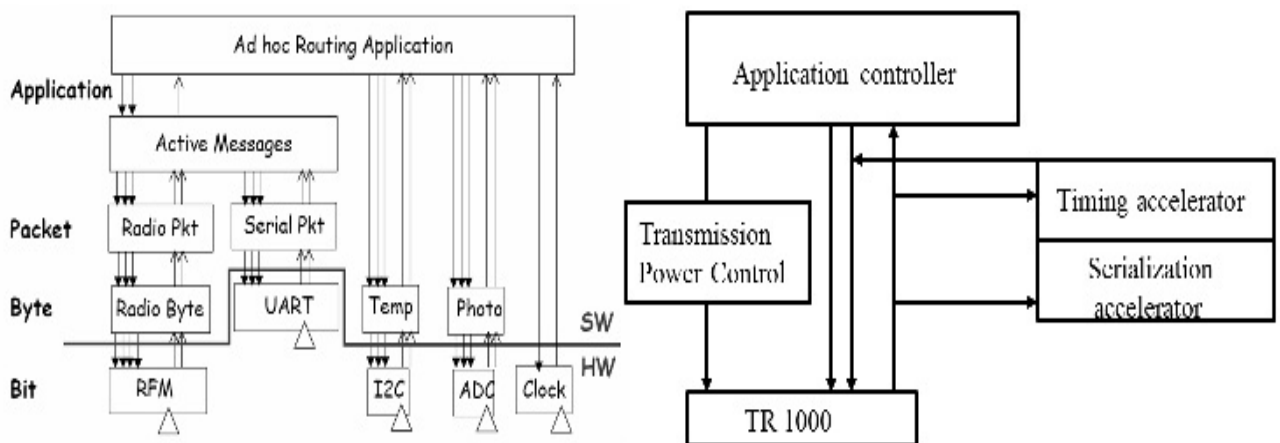 Ad hoc Routing Application
Application
Active Messages
Packet
Radio Pkt
Serial Pkt
Byte
Radio Byte
UART
Temp
Photo
SW
HW
Bit
RFM
I2C
ADC
Clock
Application controller
Transmission
Power Control
Timing accelerator
Serialization
accelerator
TR 1000